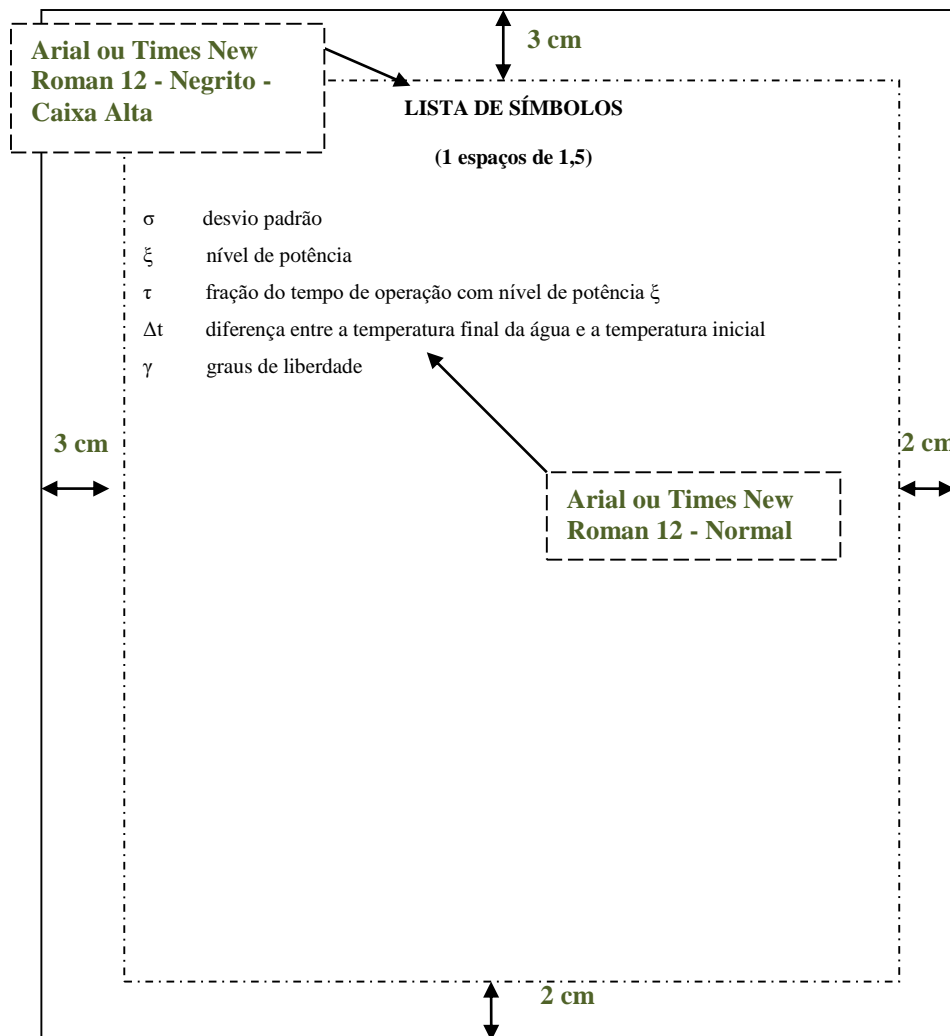 3 cm
Arial ou Times New
Roman 12 - Negrito -
Caixa Alta
LISTA DE SÍMBOLOS
(1 espaços de 1,5)
σ desvio padrão
ξ nível de potência
τ fração do tempo de operação com nível de potência ξ
Δt diferença entre a temperatura final da água e a temperatura inicial
γ graus de liberdade
3 cm
2 cm
Arial ou Times New
Roman 12 - Normal
2 cm